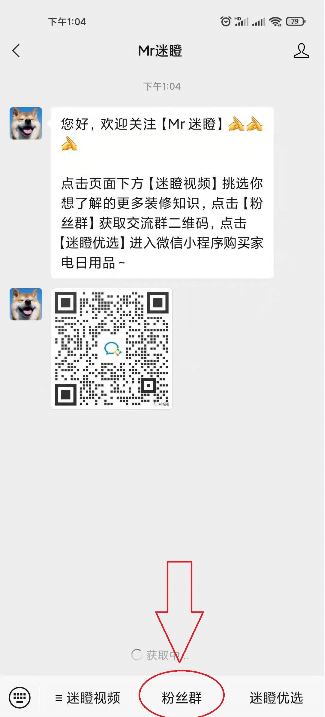 下午1:04
79
Mr迷瞪
下午1:04
您好，欢迎关注【Mr迷瞪】
点击页面下方【迷瞪视频】挑选你
想了解的更多装修知识，点击【粉
丝群】获取交流群二维码，点击
【迷瞪优选】进入微信小程序购买家
电日用品~
获取中...
迷瞪视频
粉丝群
迷瞪优选